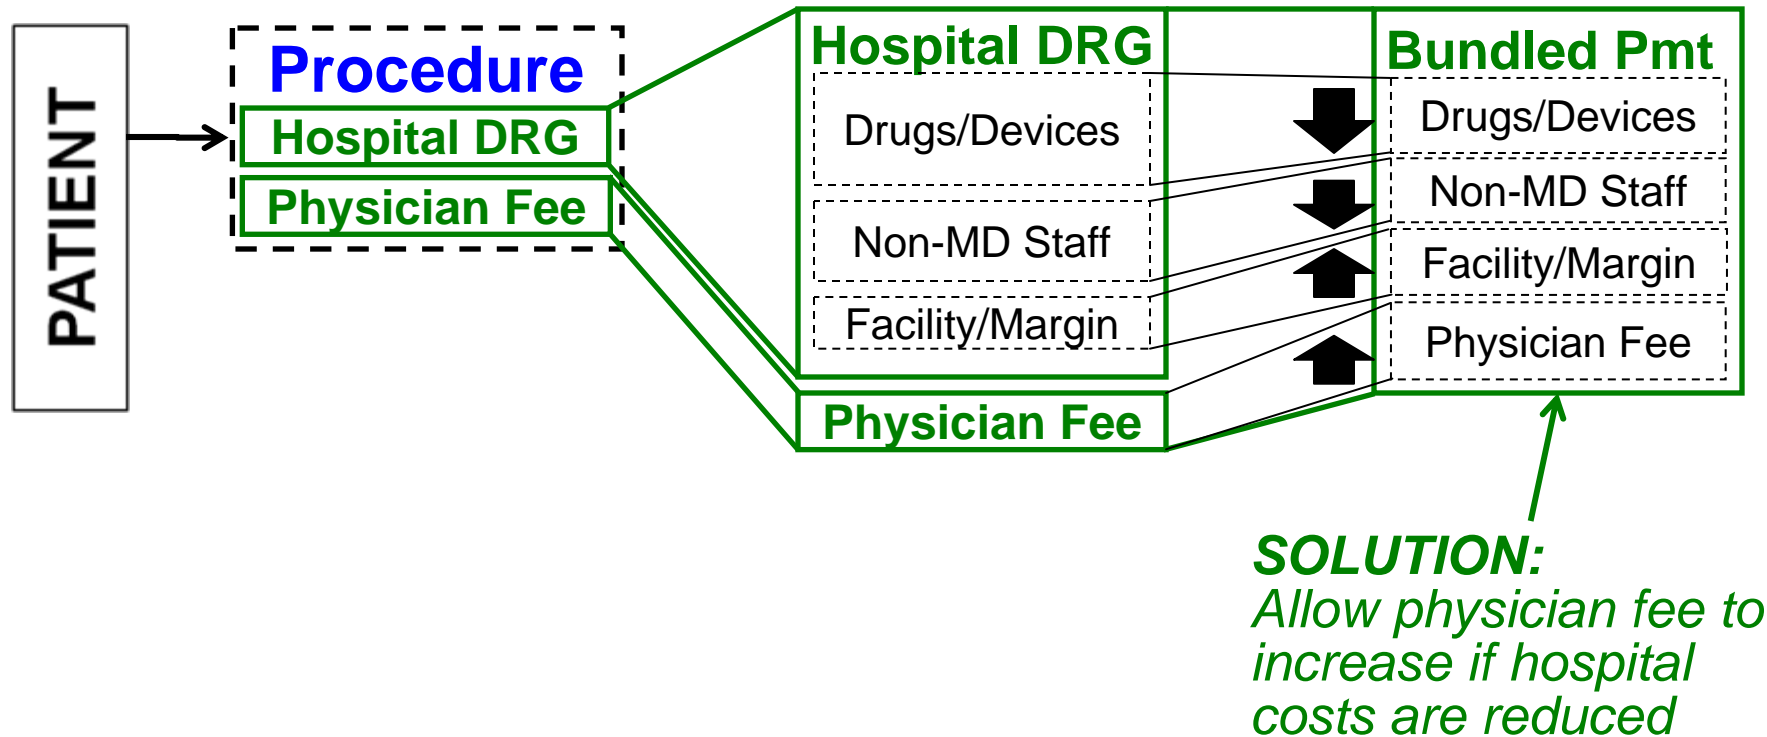 PATIENT
Procedure
Hospital DRG
Physician Fee
Hospital DRG
Drugs/Devices
Non-MD Staff
Facility/Margin
Physician Fee
Bundled Pmt
Drugs/Devices
Non-MD Staff
Facility/Margin
Physician Fee
SOLUTION:
Allow physician fee to
increase if hospital
costs are reduced